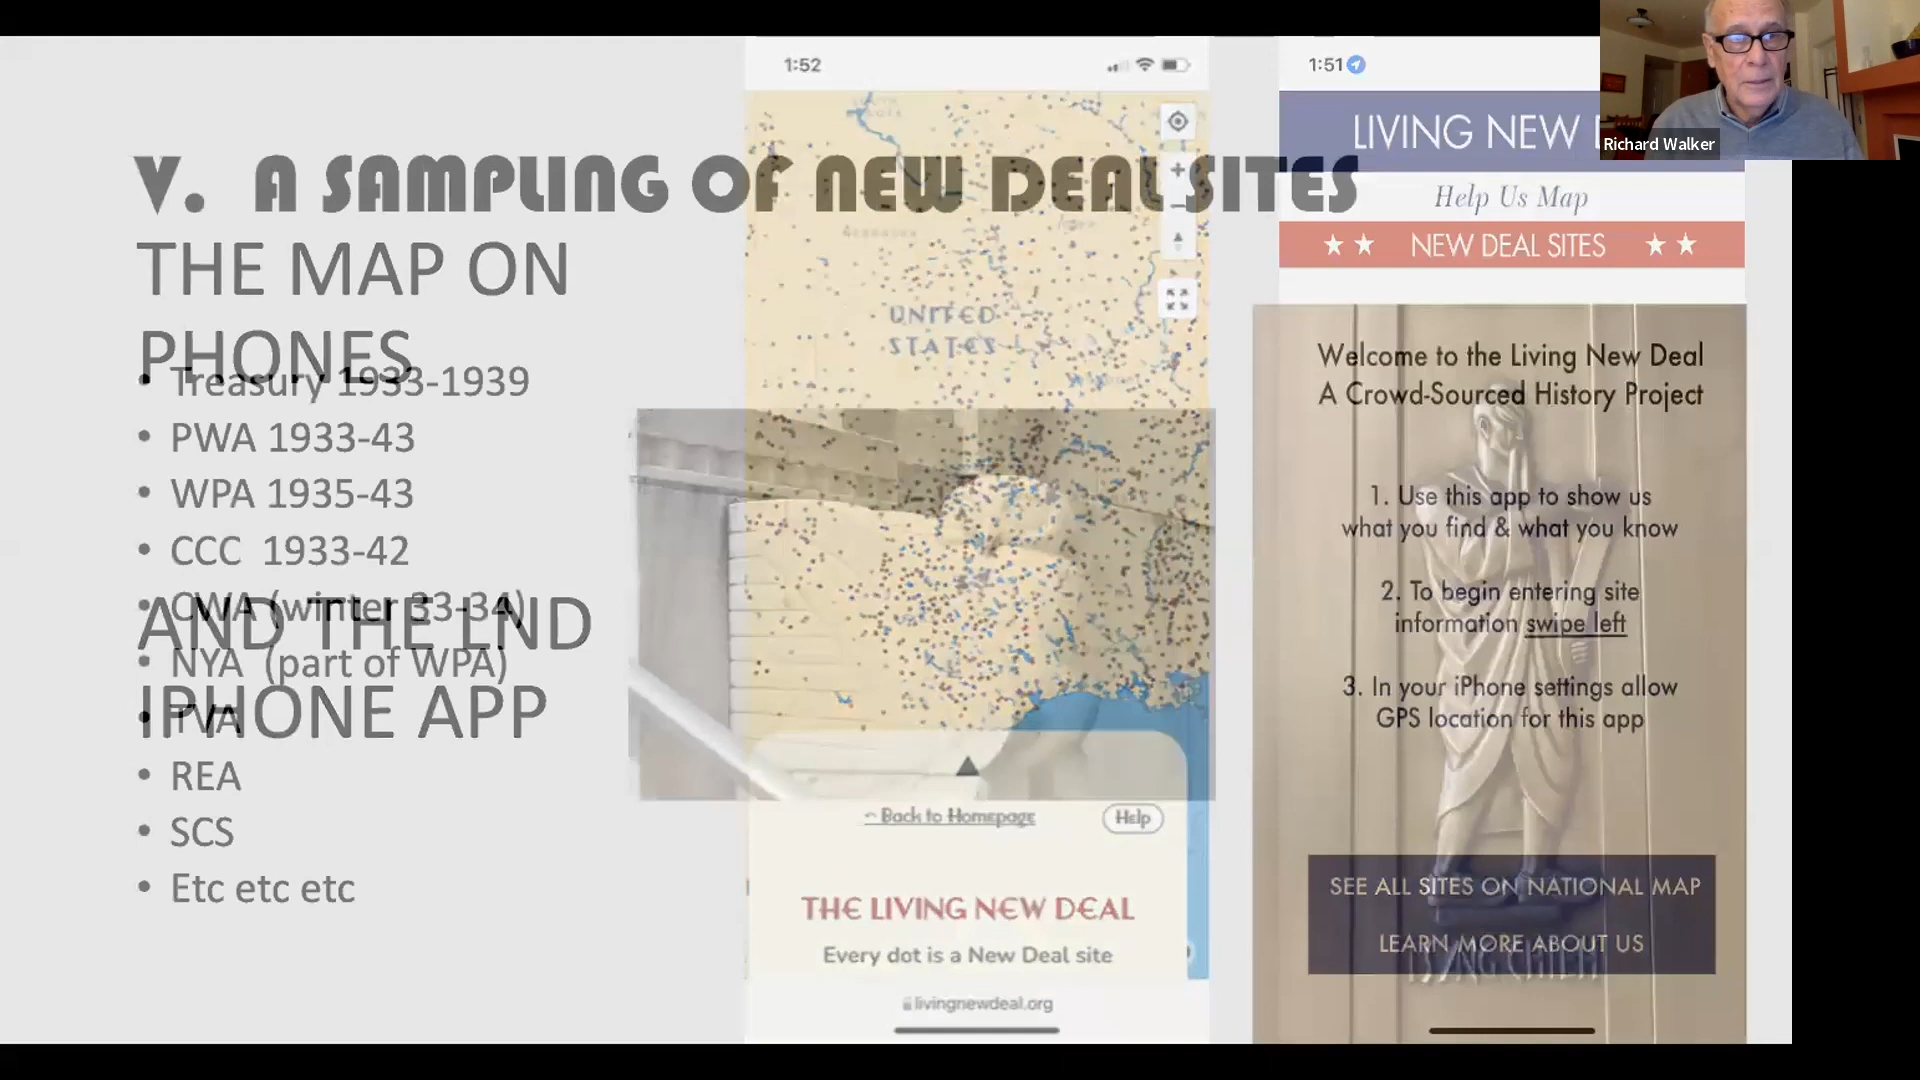 V. A SAMPLING OF NEW DEAL SITES
THE MAP ON
PHONES
AND THE LND
IPHONE APP
• Treasury 1933-1939
• PWA 1933-43
• WPA 1935-43
• CCC 1933-42
• CWA (winter 33-34)
• NYA (part of WPA)
• TVA
• REA
• SCS
• Etc etc etc
1:52
UNITED
STATES
Back to Homepage
Help
THE LIVING NEW DEAL
Every dot is a New Deal site
livingnewdeal.org
1:51
LIVING NEW
Help Us Map
★ ★ NEW DEAL SITES ★ ★
Welcome to the Living New Deal
A Crowd-Sourced History Project
1. Use this app to show us
what you find & what you know
2. To begin entering site
information swipe left
3. In your iPhone settings allow
GPS location for this app
SEE ALL SITES ON NATIONAL MAP
LEARN MORE ABOUT US
Richard Walker